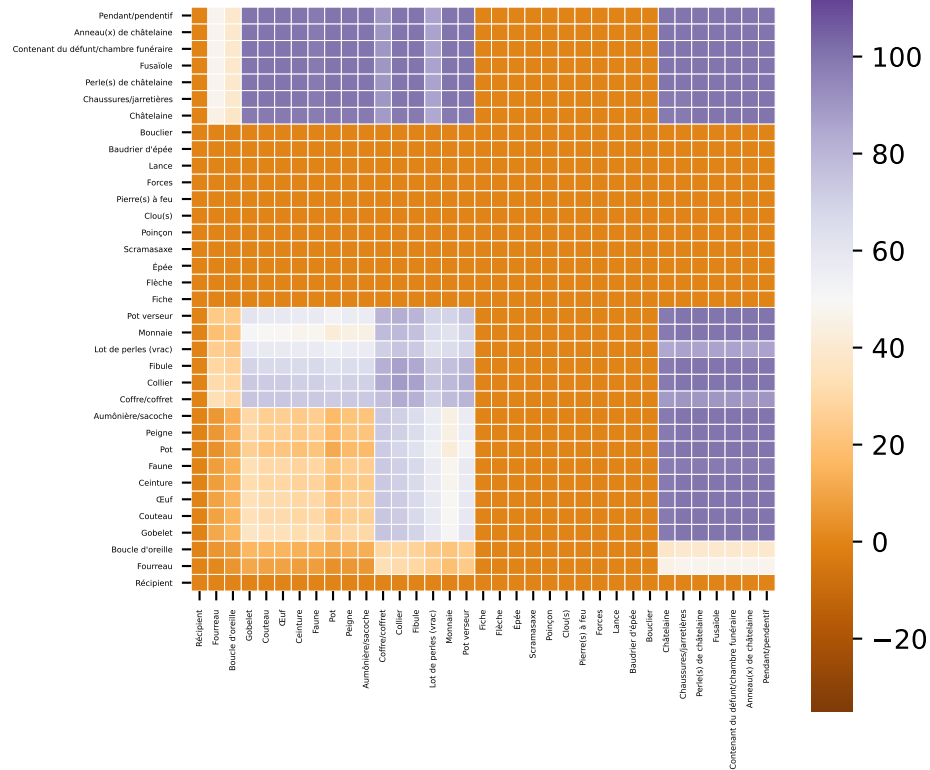 Pendant/pendentif
Anneau(x) de châtelaine
Contenant du défunt/chambre funéraire
Fusaïole
Perle(s) de châtelaine
Chaussures/jarretières
Châtelaine
Bouclier
Baudrier d'épée
Lance
Forces
Pierre(s) à feu
Clou(s)
Poinçon
Scramasaxe
Épée
Flèche
Fiche
Pot verseur
Monnaie
Lot de perles (vrac)
Fibule
Collier
Coffre/coffret
Aumônière/sacoche
Peigne
Pot
Faune
Ceinture
Œuf
Couteau
Gobelet
Boucle d'oreille
Fourreau
Récipient
Récipient
Fourreau
Boucle d'oreille
Gobelet
Couteau
Œuf
Ceinture
Faune
Pot
Peigne
Aumônière/sacoche
Coffre/coffret
Collier
Fibule
Lot de perles (vrac)
Monnaie
Pot verseur
Fiche
Flèche
Épée
Scramasaxe
Poinçon
Clou(s)
Pierre(s) à feu
Forces
Lance
Baudrier d'épée
Bouclier
Châtelaine
Chaussures/jarretières
Perle(s) de châtelaine
Fusaïole
Contenant du défunt/chambre funéraire
Anneau(x) de châtelaine
Pendant/pendentif
100
80
60
40
20
0
−20